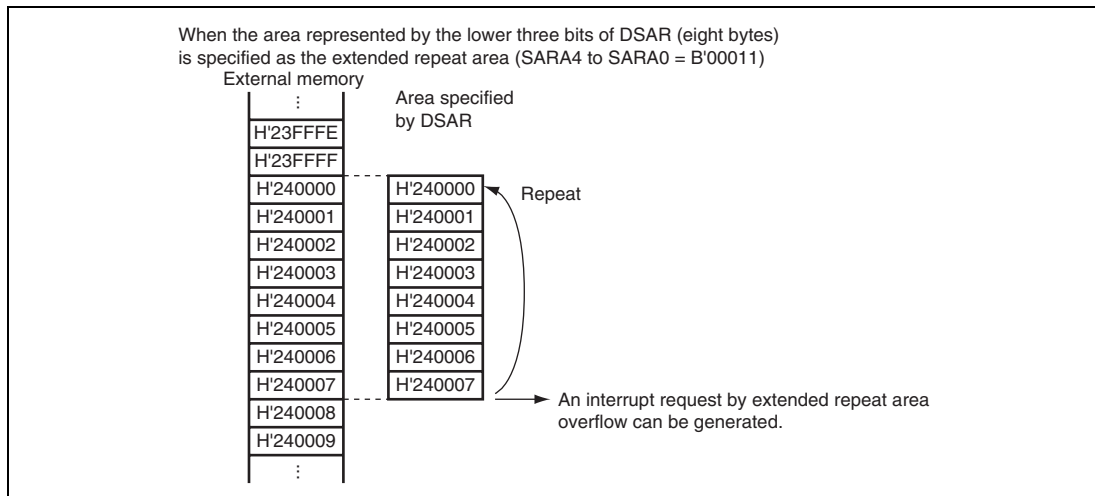 When the area represented by the lower three bits of DSAR (eight bytes)
is specified as the extended repeat area (SARA4 to SARA0 = B'00011)
External memory
Area specified
by DSAR
⋮
H'23FFFE
H'23FFFF
H'240000
H'240001
H'240002
H'240003
H'240004
H'240005
H'240006
H'240007
H'240008
H'240009
⋮
H'240000
H'240001
H'240002
H'240003
H'240004
H'240005
H'240006
H'240007
Repeat
An interrupt request by extended repeat area
overflow can be generated.